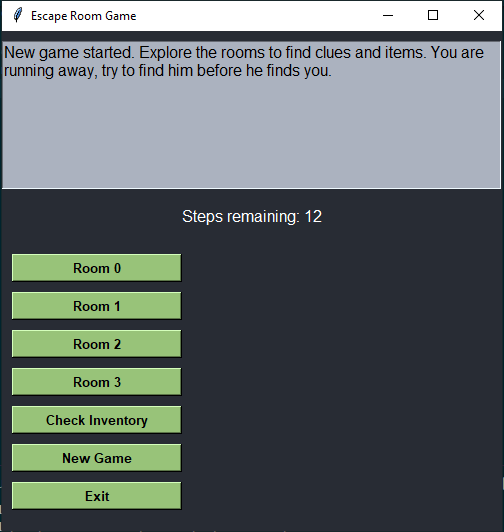 Escape Room Game
New game started. Explore the rooms to find clues and items. You are
running away, try to find him before he finds you.
Steps remaining: 12
Room 0
Room 1
Room 2
Room 3
Check Inventory
New Game
Exit